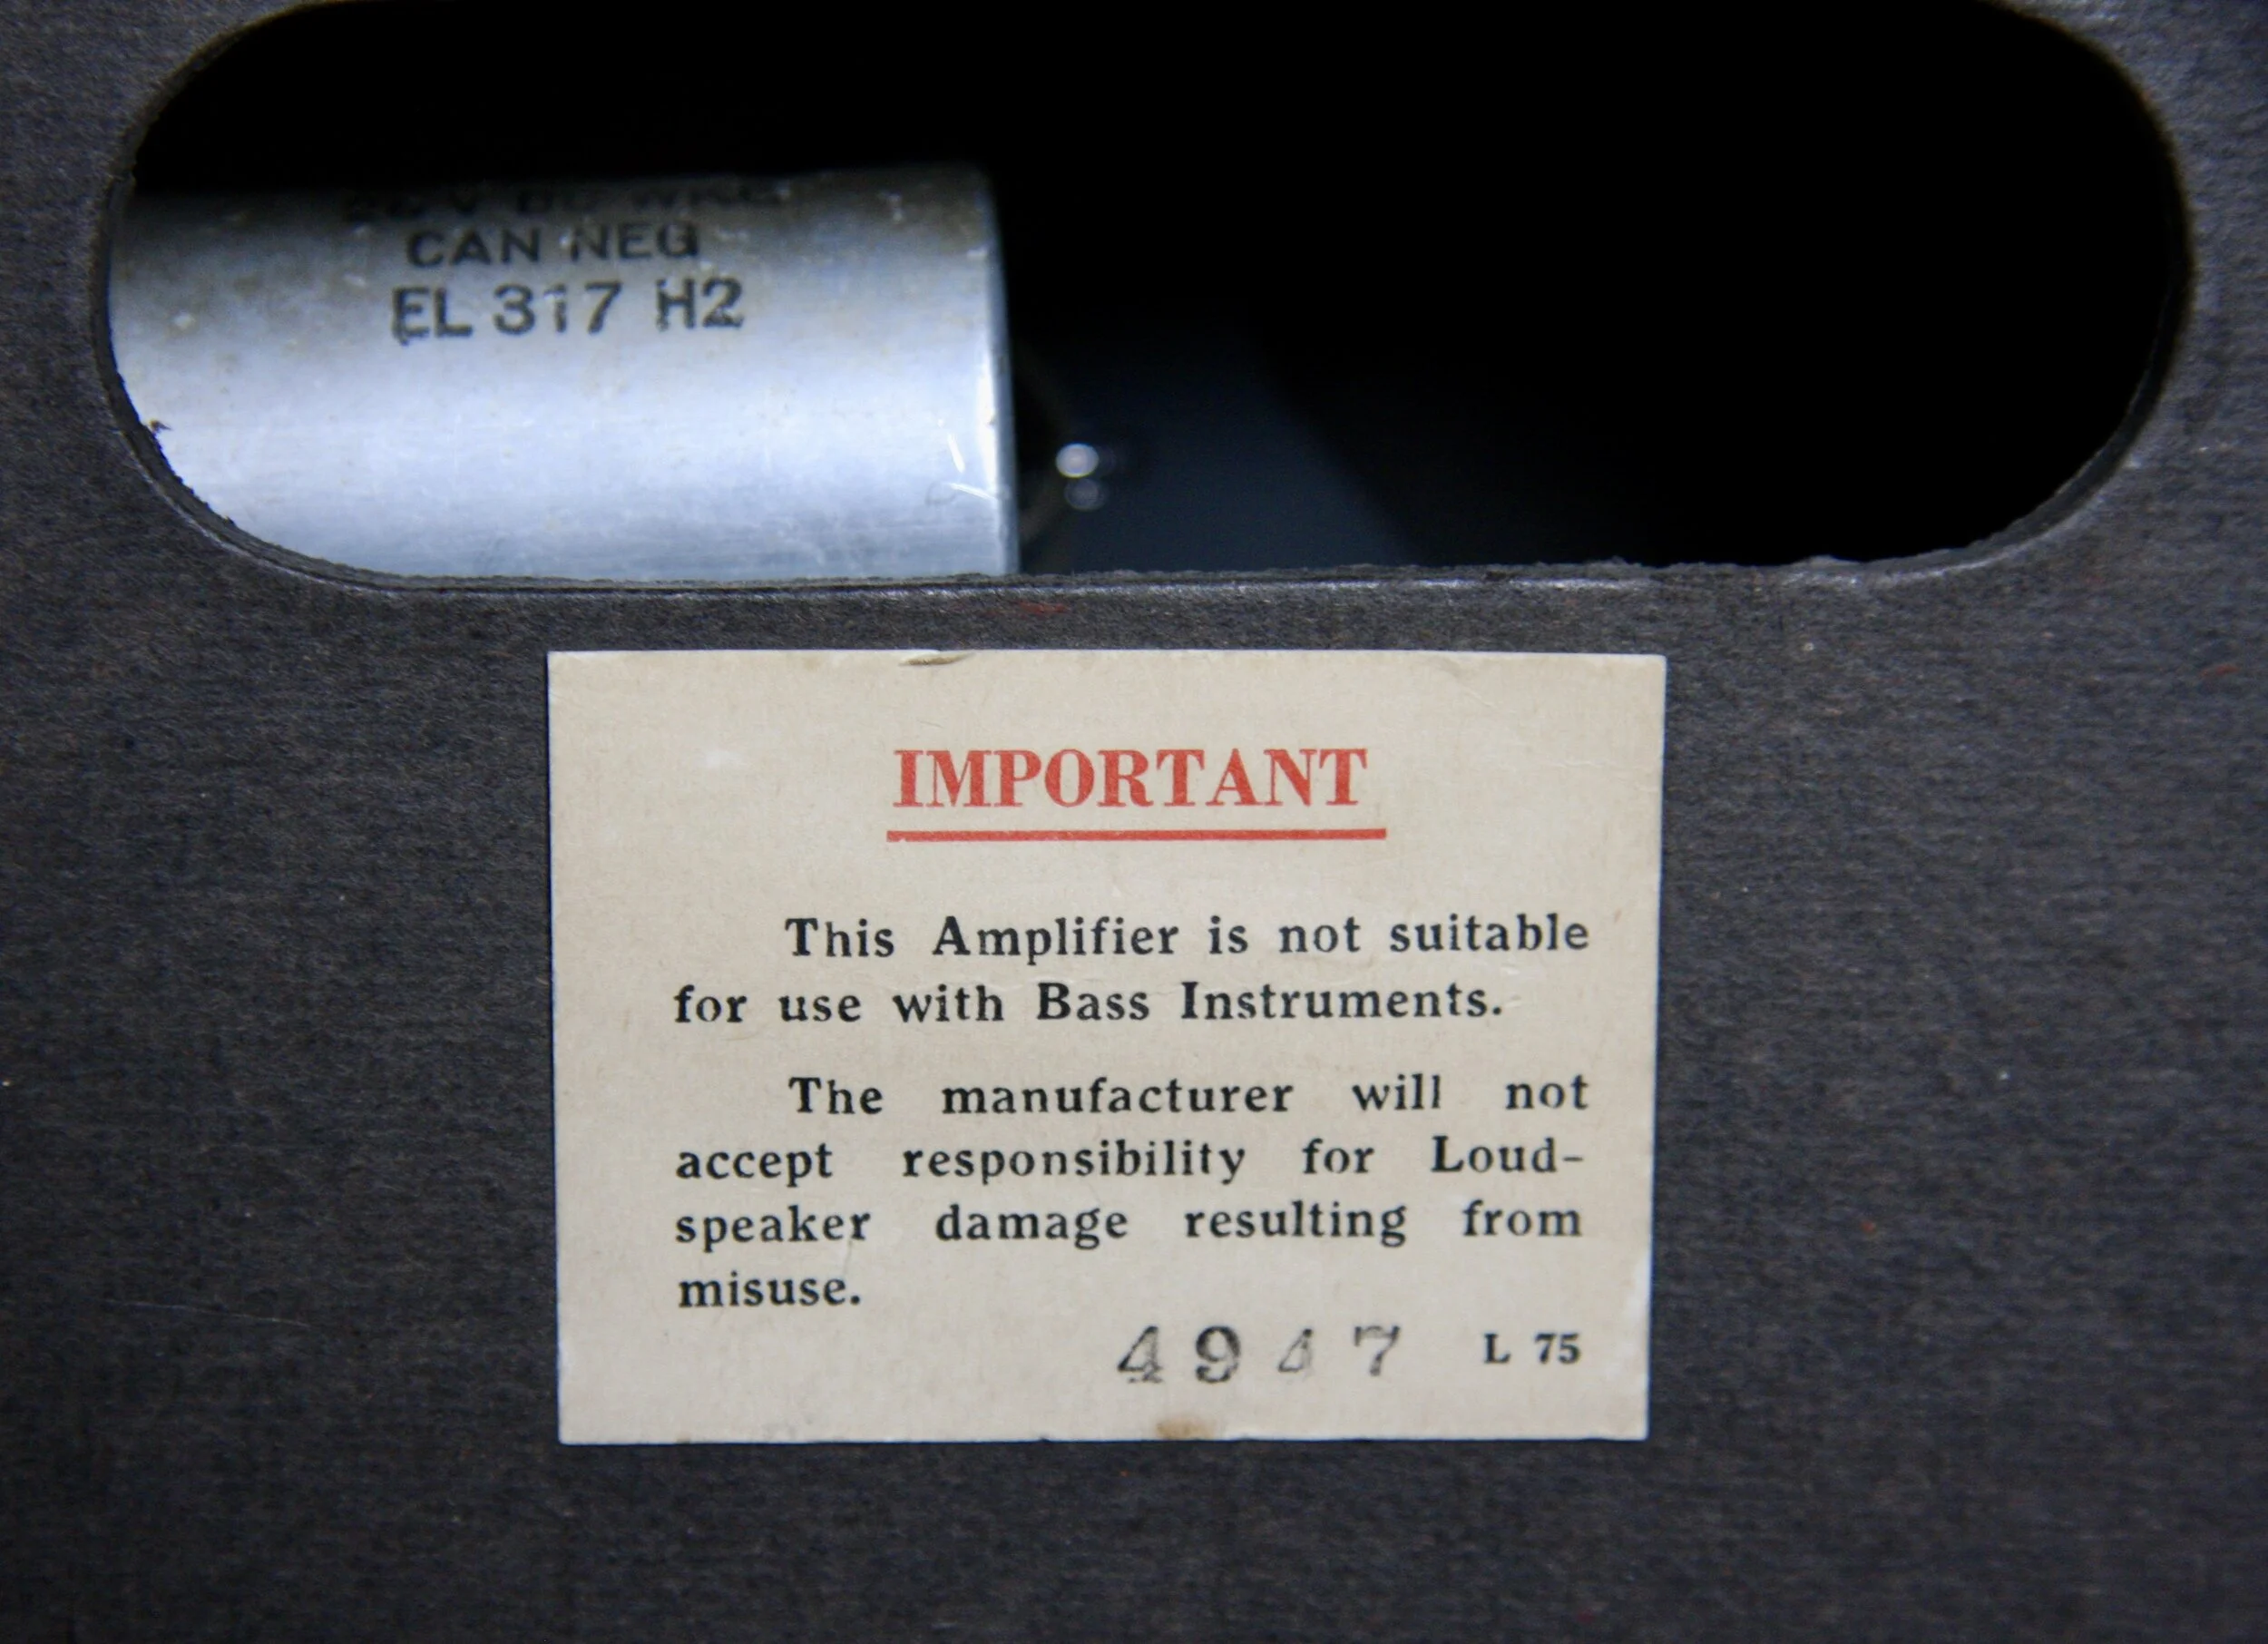 CAN NEG
EL 317 H2
IMPORTANT
This Amplifier is not suitable
for use with Bass Instruments.
The manufacturer will not
accept responsibility for Loud-
speaker damage resulting from
misuse.
4947 L 75